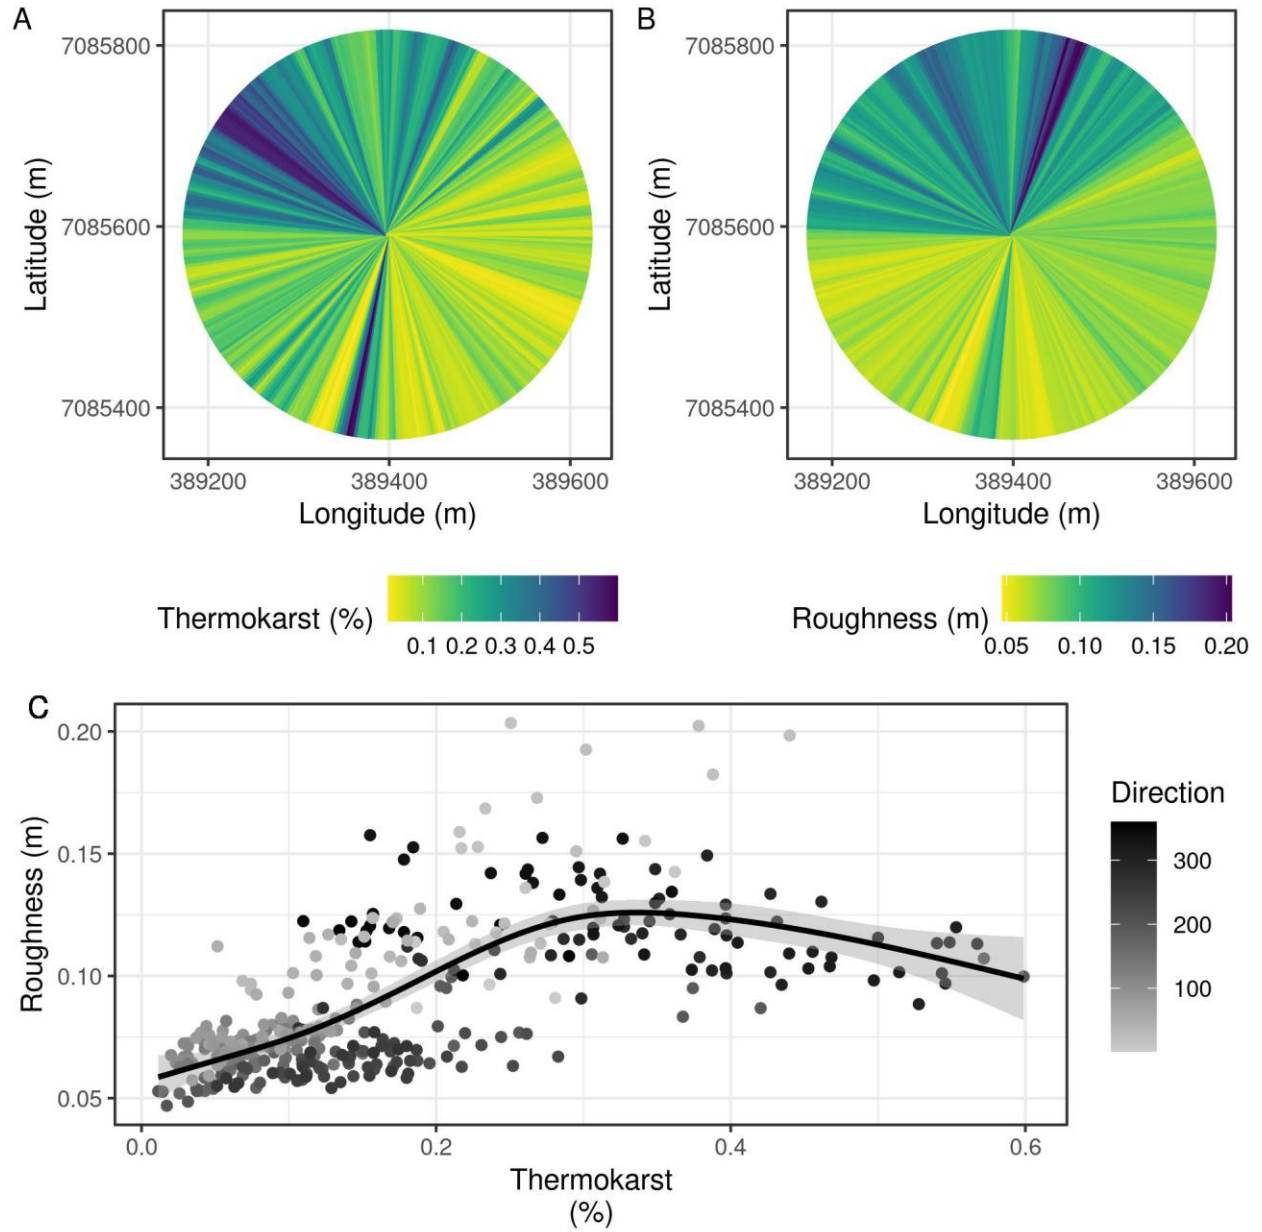 A
B
7085800
7085600
7085400
Latitude (m)
389200 389400 389600
Longitude (m)
7085800
7085600
7085400
Latitude (m)
389200 389400 389600
Longitude (m)
Thermokarst (%)
0.1 0.2 0.3 0.4 0.5
Roughness (m)
0.05 0.10 0.15 0.20
C
0.20
0.15
0.10
0.05
Roughness (m)
0.0 0.2 0.4 0.6
Thermokarst
(%)
Direction
300
200
100